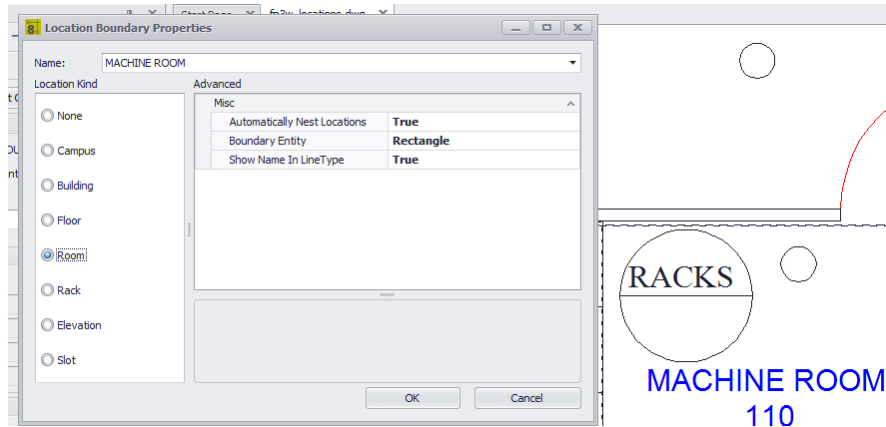 Start Page
fp3w_locations.dwg
Location Boundary Properties
Name: MACHINE ROOM
Location Kind
None
Campus
Building
Floor
Room
Rack
Elevation
Slot
Advanced
Misc
Automatically Nest Locations True
Boundary Entity Rectangle
Show Name In LineType True
OK Cancel
RACKS
MACHINE ROOM
110